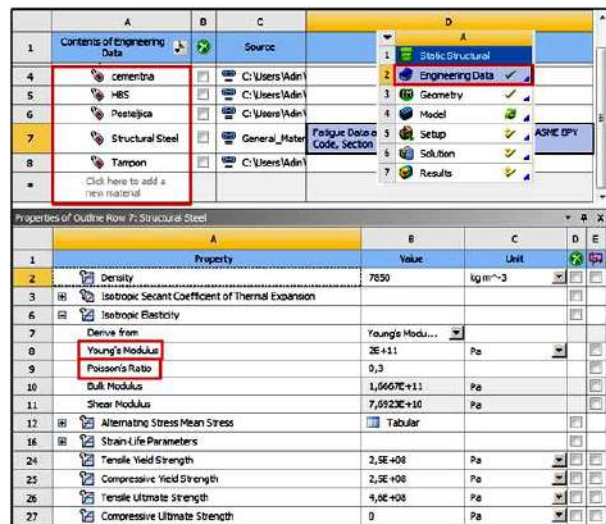 A B C D
1 Contents of Engineering Data Source
4 cementna C:\Users\Adin\
5 HBS C:\Users\Adin\
6 Posteljica C:\Users\Adin\
7 Structural Steel General_Mater Fatigue Data a ASME BPV Code, Section
8 Tampon C:\Users\Adin\
* Click here to add a new material
A
1 Static Structural
2 Engineering Data
3 Geometry
4 Model
5 Setup
6 Solution
7 Results
Properties of Outline Row 7: Structural Steel
A B C D E
1 Property Value Unit
2 Density 7850 kg m^-3
3 Isotropic Secant Coefficient of Thermal Expansion
6 Isotropic Elasticity
7 Derive from Young's Modu...
8 Young's Modulus 2E+11 Pa
9 Poisson's Ratio 0,3
10 Bulk Modulus 1,6667E+11 Pa
11 Shear Modulus 7,6923E+10 Pa
12 Alternating Stress Mean Stress Tabular
16 Strain-Life Parameters
24 Tensile Yield Strength 2,5E+08 Pa
25 Compressive Yield Strength 2,5E+08 Pa
26 Tensile Ultimate Strength 4,6E+08 Pa
27 Compressive Ultimate Strength 0 Pa